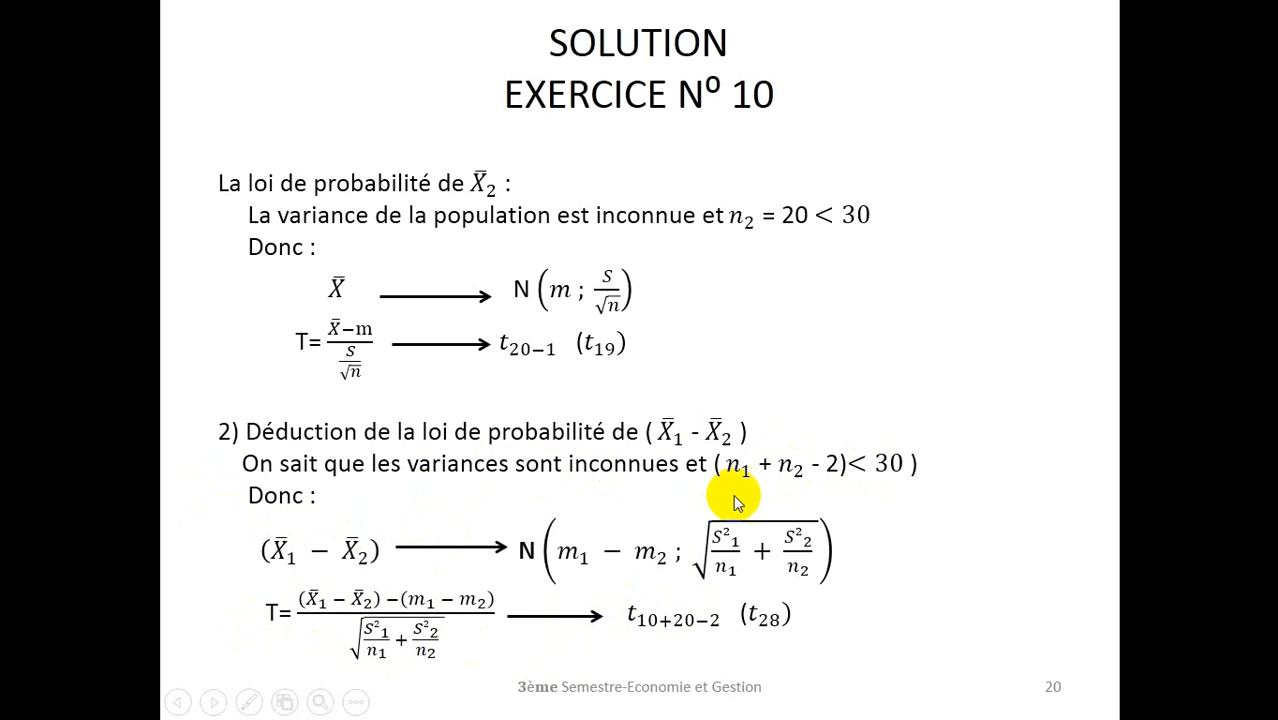 SOLUTION
EXERCICE Nº 10
La loi de probabilité de X̄₂ :
La variance de la population est inconnue et n₂ = 20 < 30
Donc :
X̄ ⟶ N (m ; S/√n)
T= (X̄−m)/(S/√n) ⟶ t₂₀₋₁ (t₁₉)
2) Déduction de la loi de probabilité de ( X̄₁ - X̄₂ )
On sait que les variances sont inconnues et ( n₁ + n₂ - 2)< 30 )
Donc :
(X̄₁ − X̄₂) ⟶ N (m₁ − m₂ ; √(S²₁/n₁ + S²₂/n₂))
T= ((X̄₁ − X̄₂) −(m₁ − m₂))/√(S²₁/n₁ + S²₂/n₂) ⟶ t₁₀₊₂₀₋₂ (t₂₈)
3ème Semestre-Economie et Gestion 20